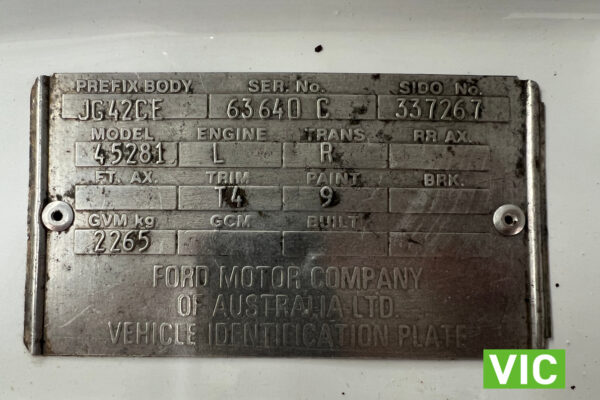 PREFIX BODY SER. No. SIDO No.
JG42CE 63640 C 337267
MODEL ENGINE TRANS. RR AX.
45281 L R
FT. AX. TRIM PAINT BRK.
T4 9
GVM kg GCM BUILT
2265
FORD MOTOR COMPANY
OF AUSTRALIA LTD.
VEHICLE IDENTIFICATION PLATE
VIC